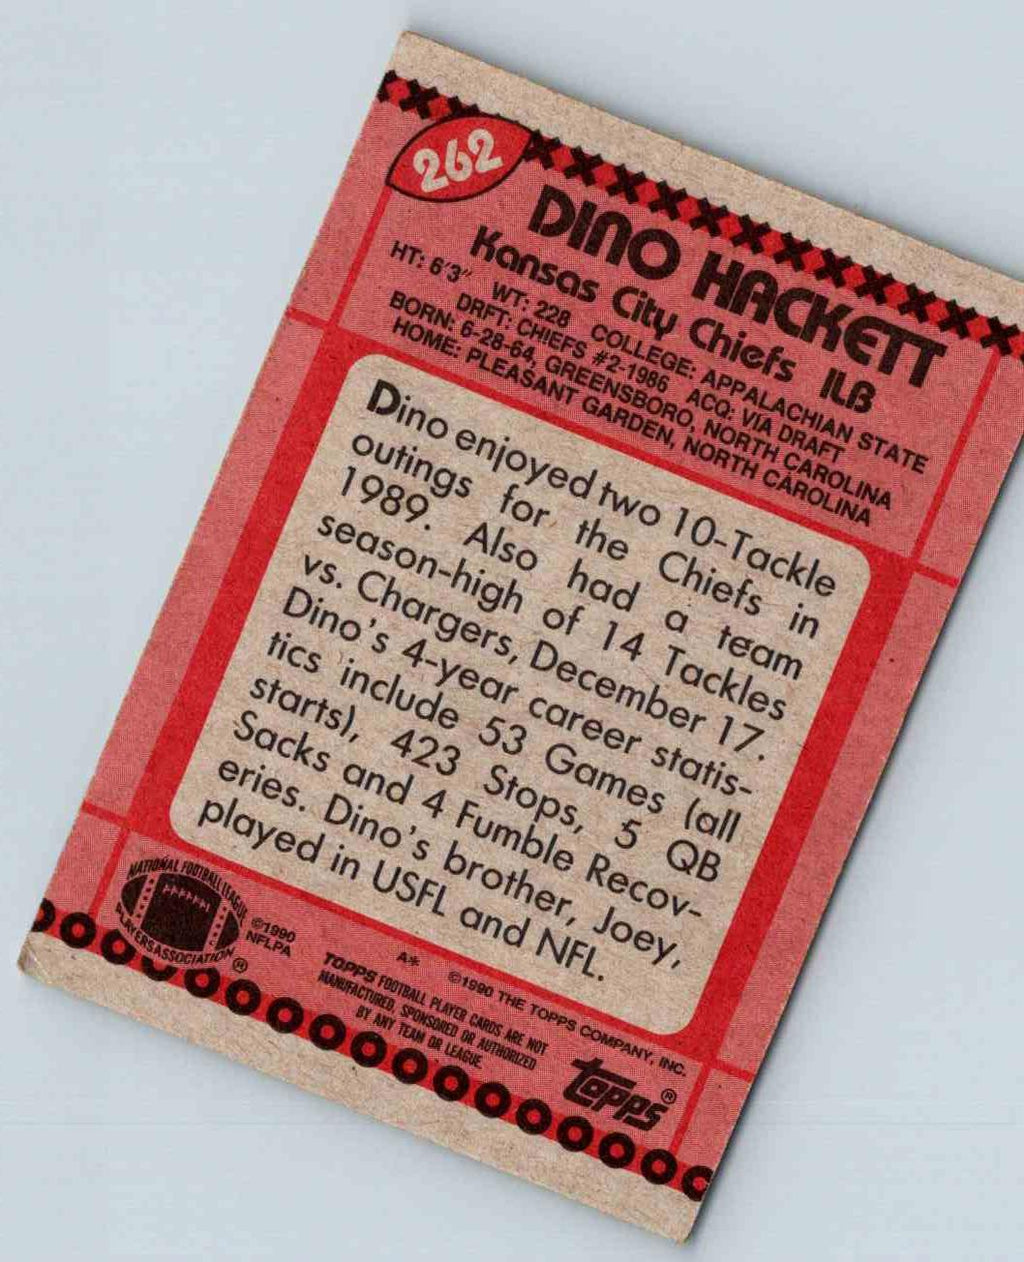 262
DINO HACKETT
Kansas City Chiefs ILB
HT: 6'3" WT: 228 COLLEGE: APPALACHIAN STATE
DRFT: CHIEFS #2-1986 ACQ: VIA DRAFT
BORN: 6-28-64, GREENSBORO, NORTH CAROLINA
HOME: PLEASANT GARDEN, NORTH CAROLINA
Dino enjoyed two 10-Tackle
outings for the Chiefs in
1989. Also had a team
season-high of 14 Tackles
vs. Chargers, December 17.
Dino's 4-year career statis-
tics include 53 Games (all
starts), 423 Stops, 5 QB
Sacks and 4 Fumble Recov-
eries. Dino's brother, Joey,
played in USFL and NFL.
NATIONAL FOOTBALL LEAGUE
PLAYERS ASSOCIATION
®
©1990
NFLPA
A* ©1990 THE TOPPS COMPANY, INC.
TOPPS FOOTBALL PLAYER CARDS ARE NOT
MANUFACTURED, SPONSORED OR AUTHORIZED
BY ANY TEAM OR LEAGUE.
topps®